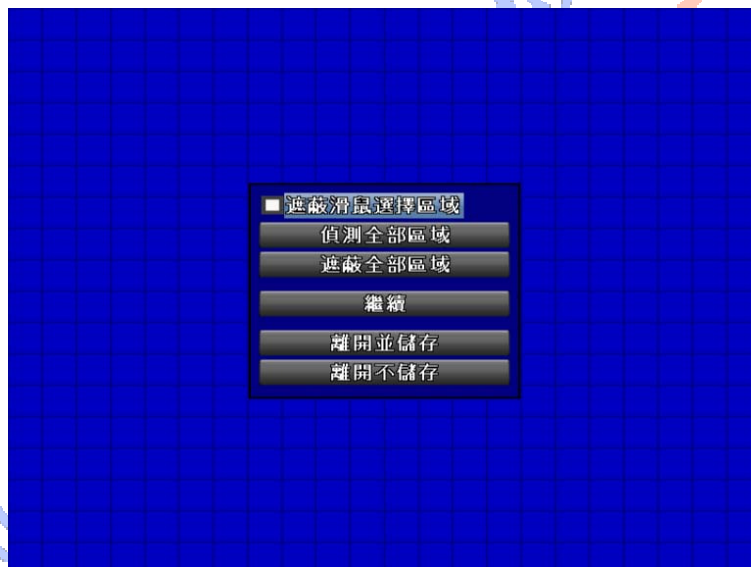 遮蔽滑鼠選擇區域
偵測全部區域
遮蔽全部區域
繼續
離開並儲存
離開不儲存